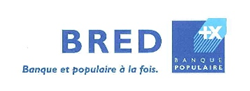 BRED
Banque et populaire à la fois.
BANQUE
POPULAIRE